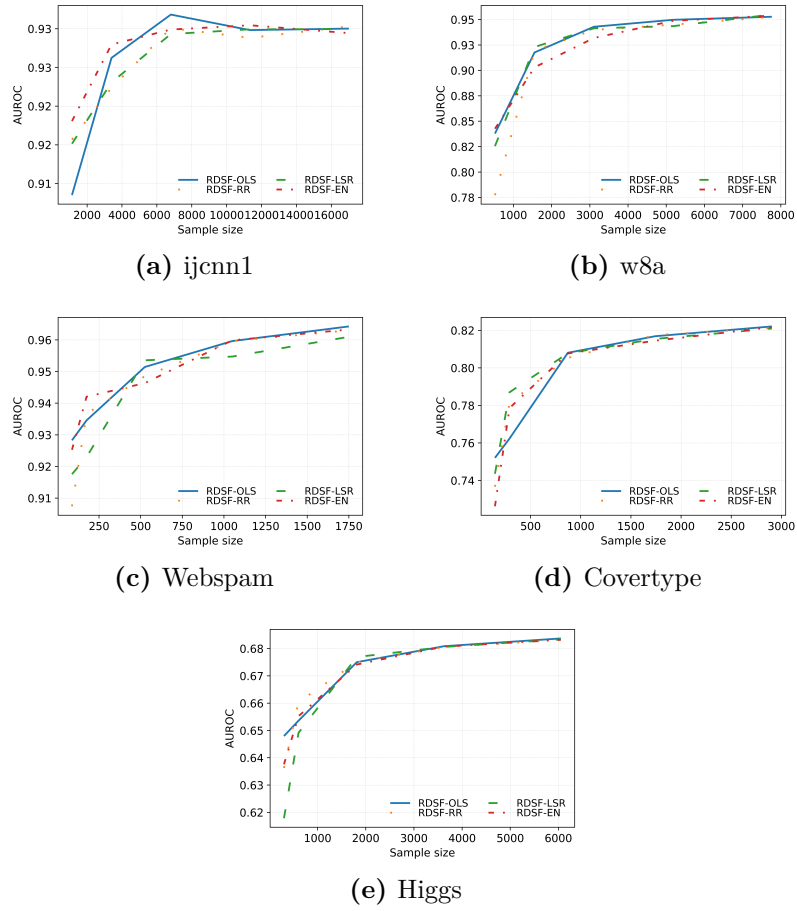 0.93
0.93
0.92
0.92
0.91
AUROC
2000 4000 6000 8000 10000 12000 14000 16000
Sample size
RDSF-OLS
RDSF-RR
RDSF-LSR
RDSF-EN
(a) ijcnn1
0.95
0.93
0.90
0.88
0.85
0.82
0.80
0.78
AUROC
1000 2000 3000 4000 5000 6000 7000 8000
Sample size
RDSF-OLS
RDSF-RR
RDSF-LSR
RDSF-EN
(b) w8a
0.96
0.95
0.94
0.93
0.92
0.91
AUROC
250 500 750 1000 1250 1500 1750
Sample size
RDSF-OLS
RDSF-RR
RDSF-LSR
RDSF-EN
(c) Webspam
0.82
0.80
0.78
0.76
0.74
AUROC
500 1000 1500 2000 2500 3000
Sample size
RDSF-OLS
RDSF-RR
RDSF-LSR
RDSF-EN
(d) Covertype
0.68
0.67
0.66
0.65
0.64
0.63
0.62
AUROC
1000 2000 3000 4000 5000 6000
Sample size
RDSF-OLS
RDSF-RR
RDSF-LSR
RDSF-EN
(e) Higgs